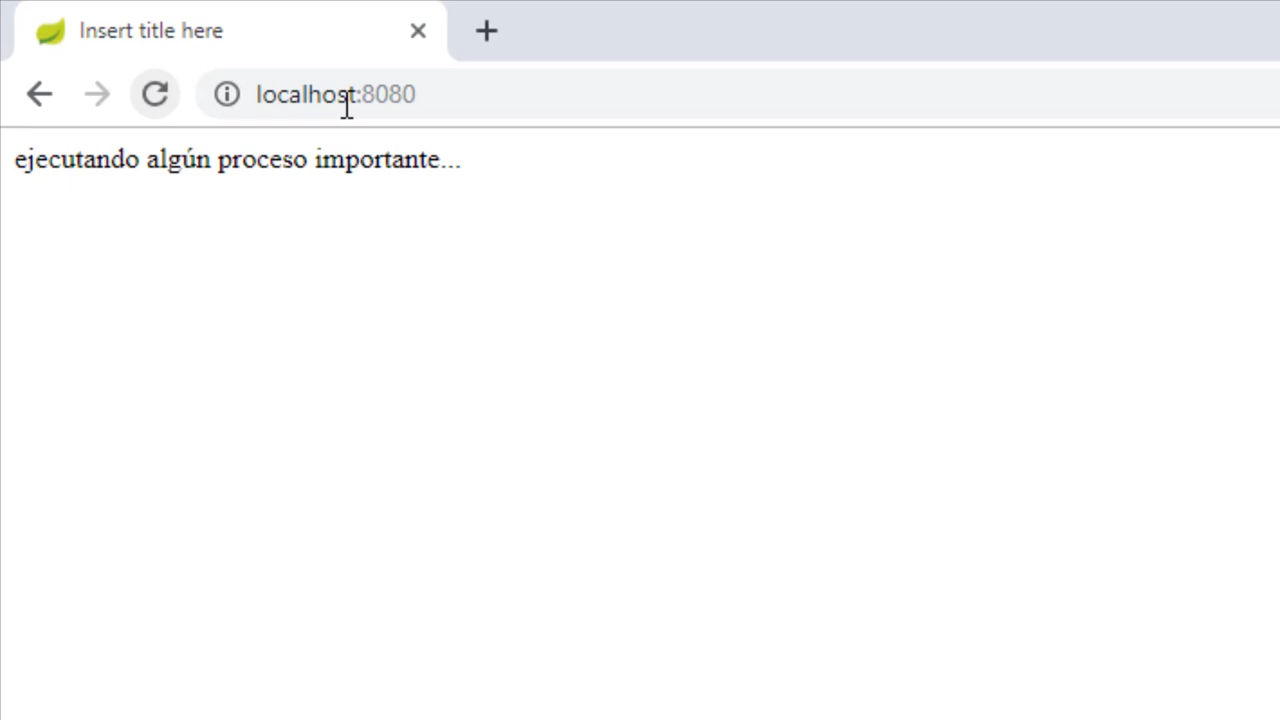 Insert title here
localhost:8080
ejecutando algún proceso importante...